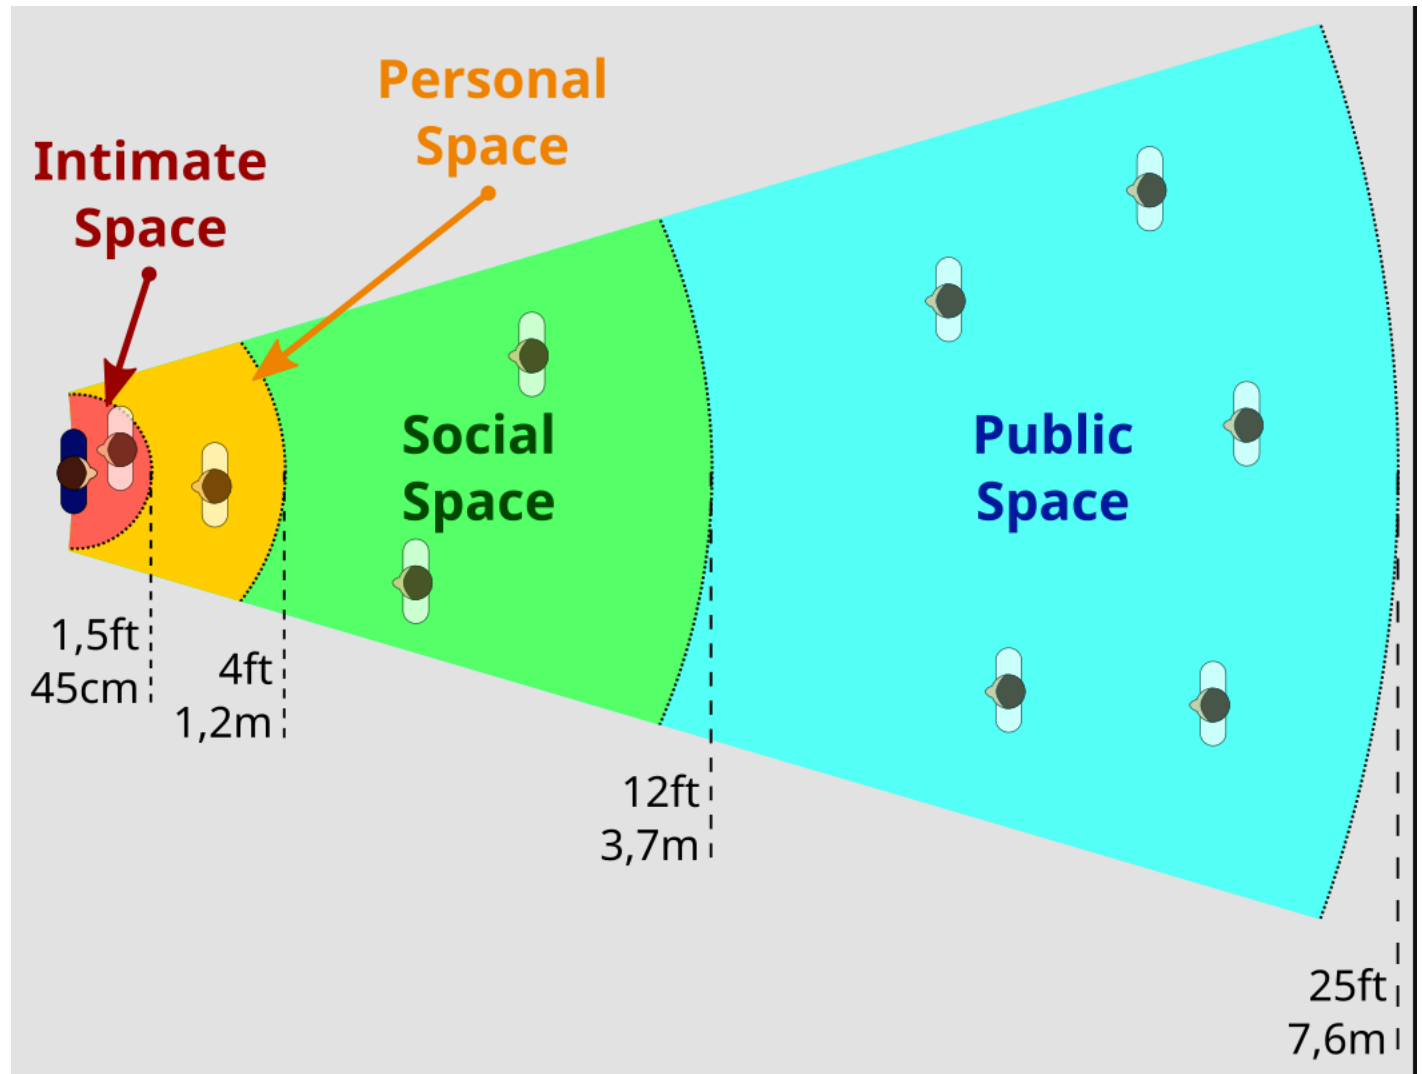 Personal
Space
Intimate
Space
Social
Space
Public
Space
1,5ft
45cm
4ft
1,2m
12ft
3,7m
25ft
7,6m